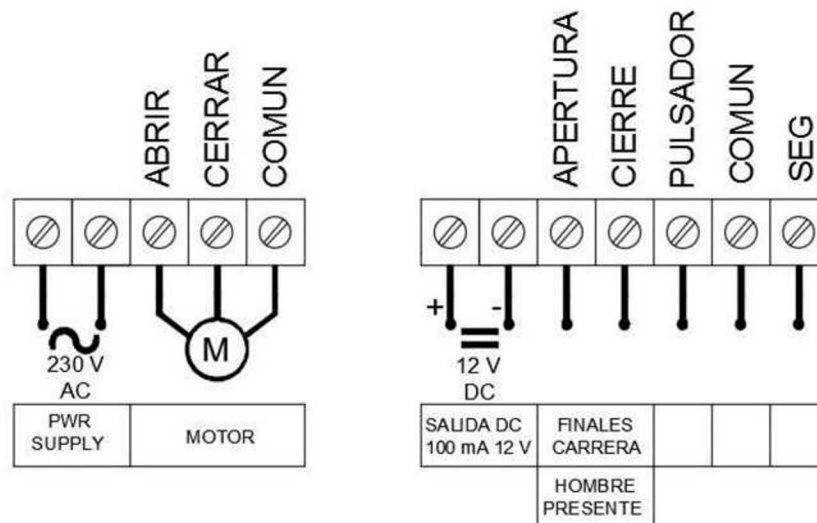 ABRIR
CERRAR
COMUN
M
230 V
AC
PWR
SUPPLY
MOTOR
APERTURA
CIERRE
PULSADOR
COMUN
SEG
+ -
12 V
DC
SALIDA DC
100 mA 12 V
FINALES
CARRERA
HOMBRE
PRESENTE